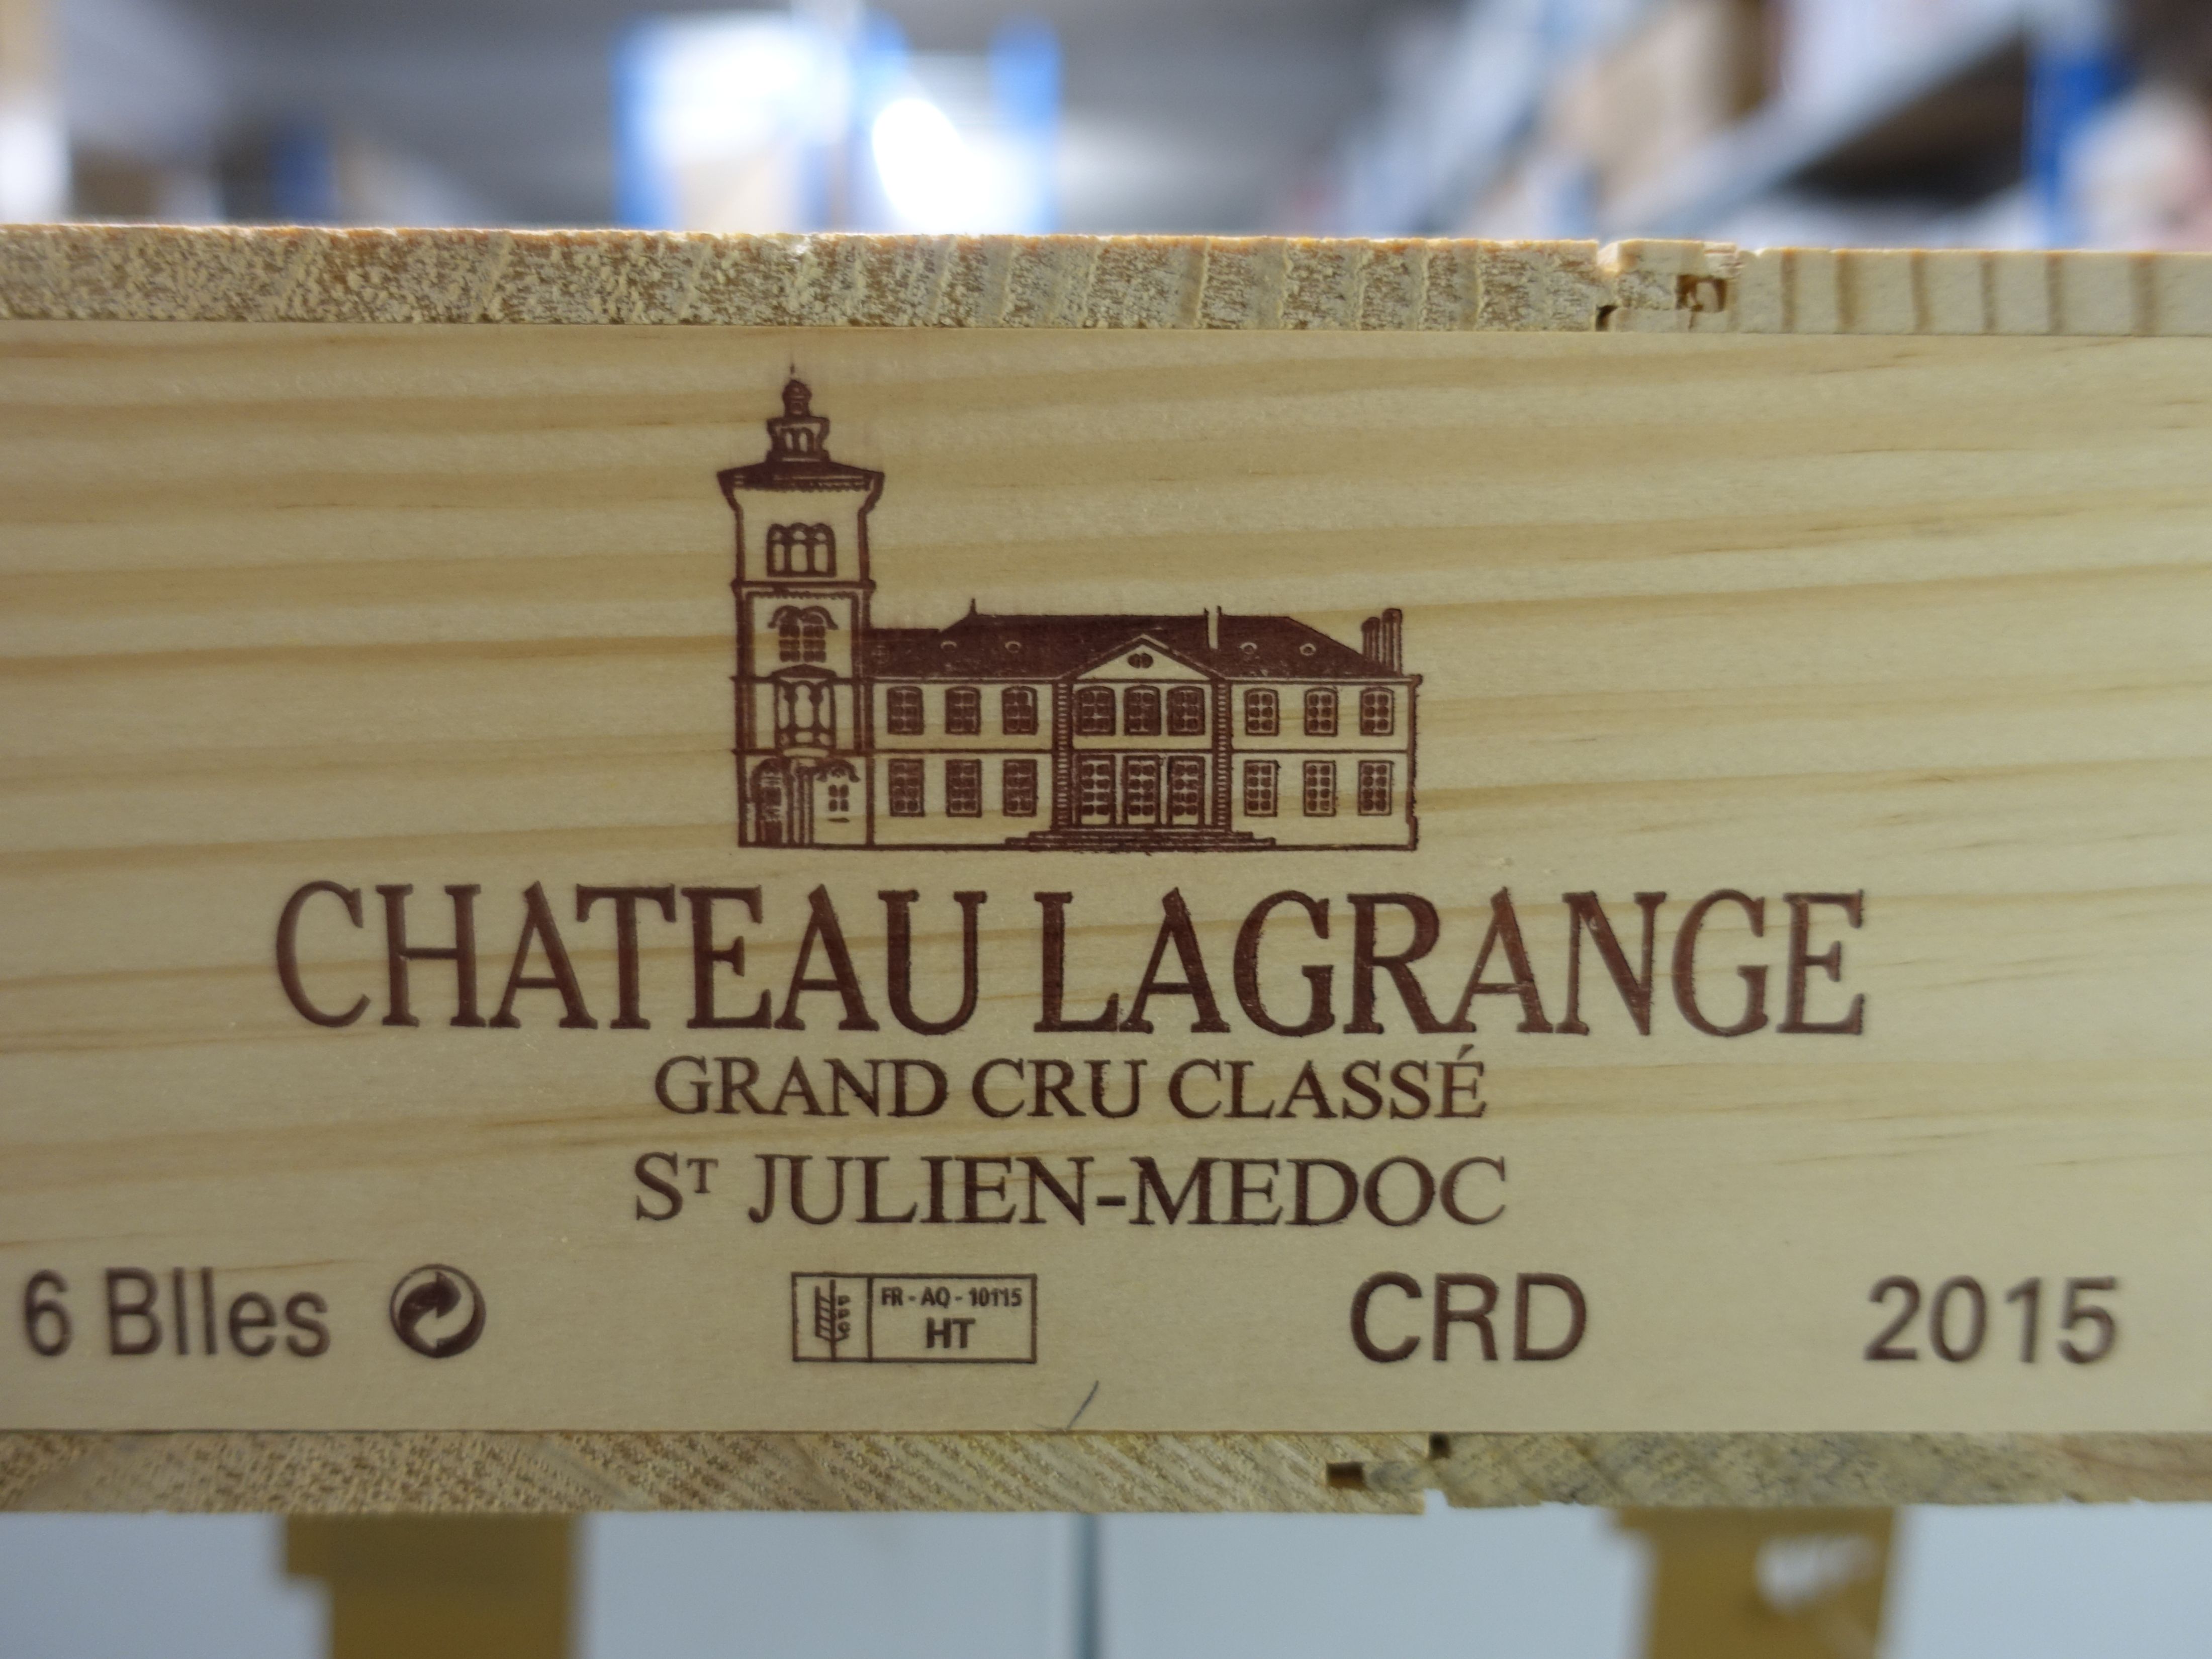 CHATEAU LAGRANGE
GRAND CRU CLASSÉ
ST JULIEN-MEDOC
6 Blles
FR - AQ - 10115
HT
CRD
2015